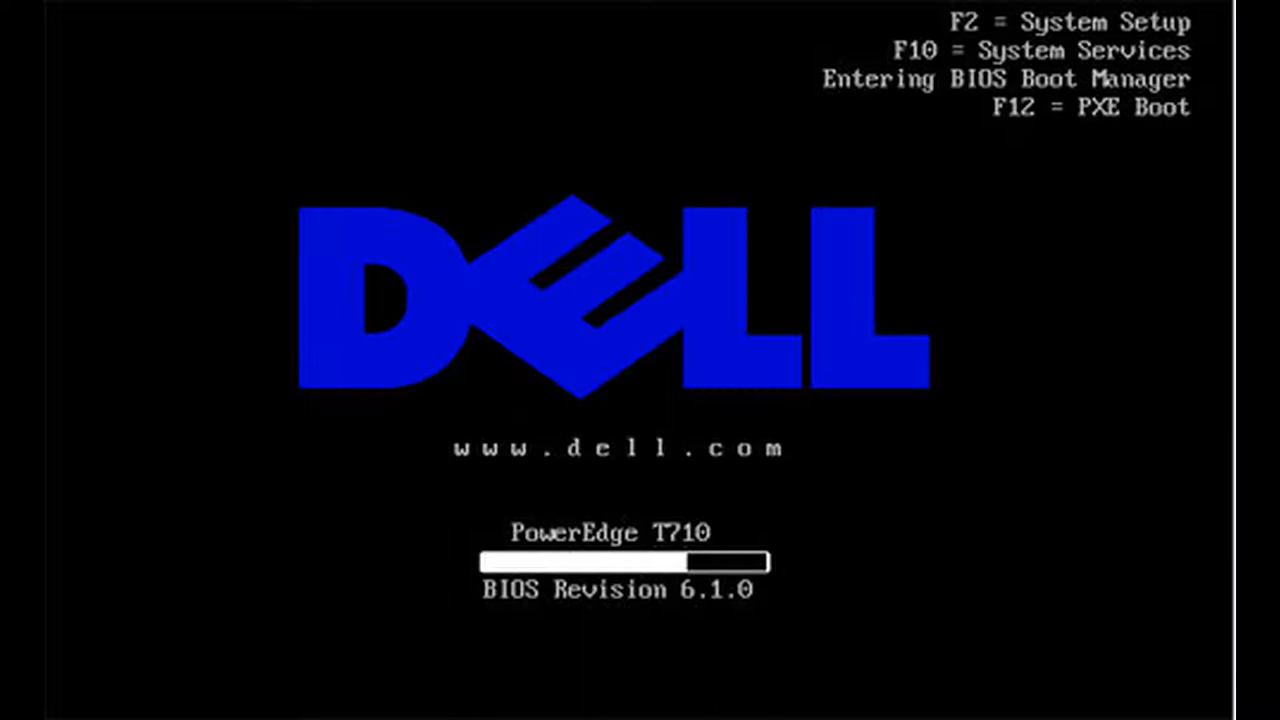 F2 = System Setup
F10 = System Services
Entering BIOS Boot Manager
F12 = PXE Boot
DELL
www.dell.com
PowerEdge T710
BIOS Revision 6.1.0